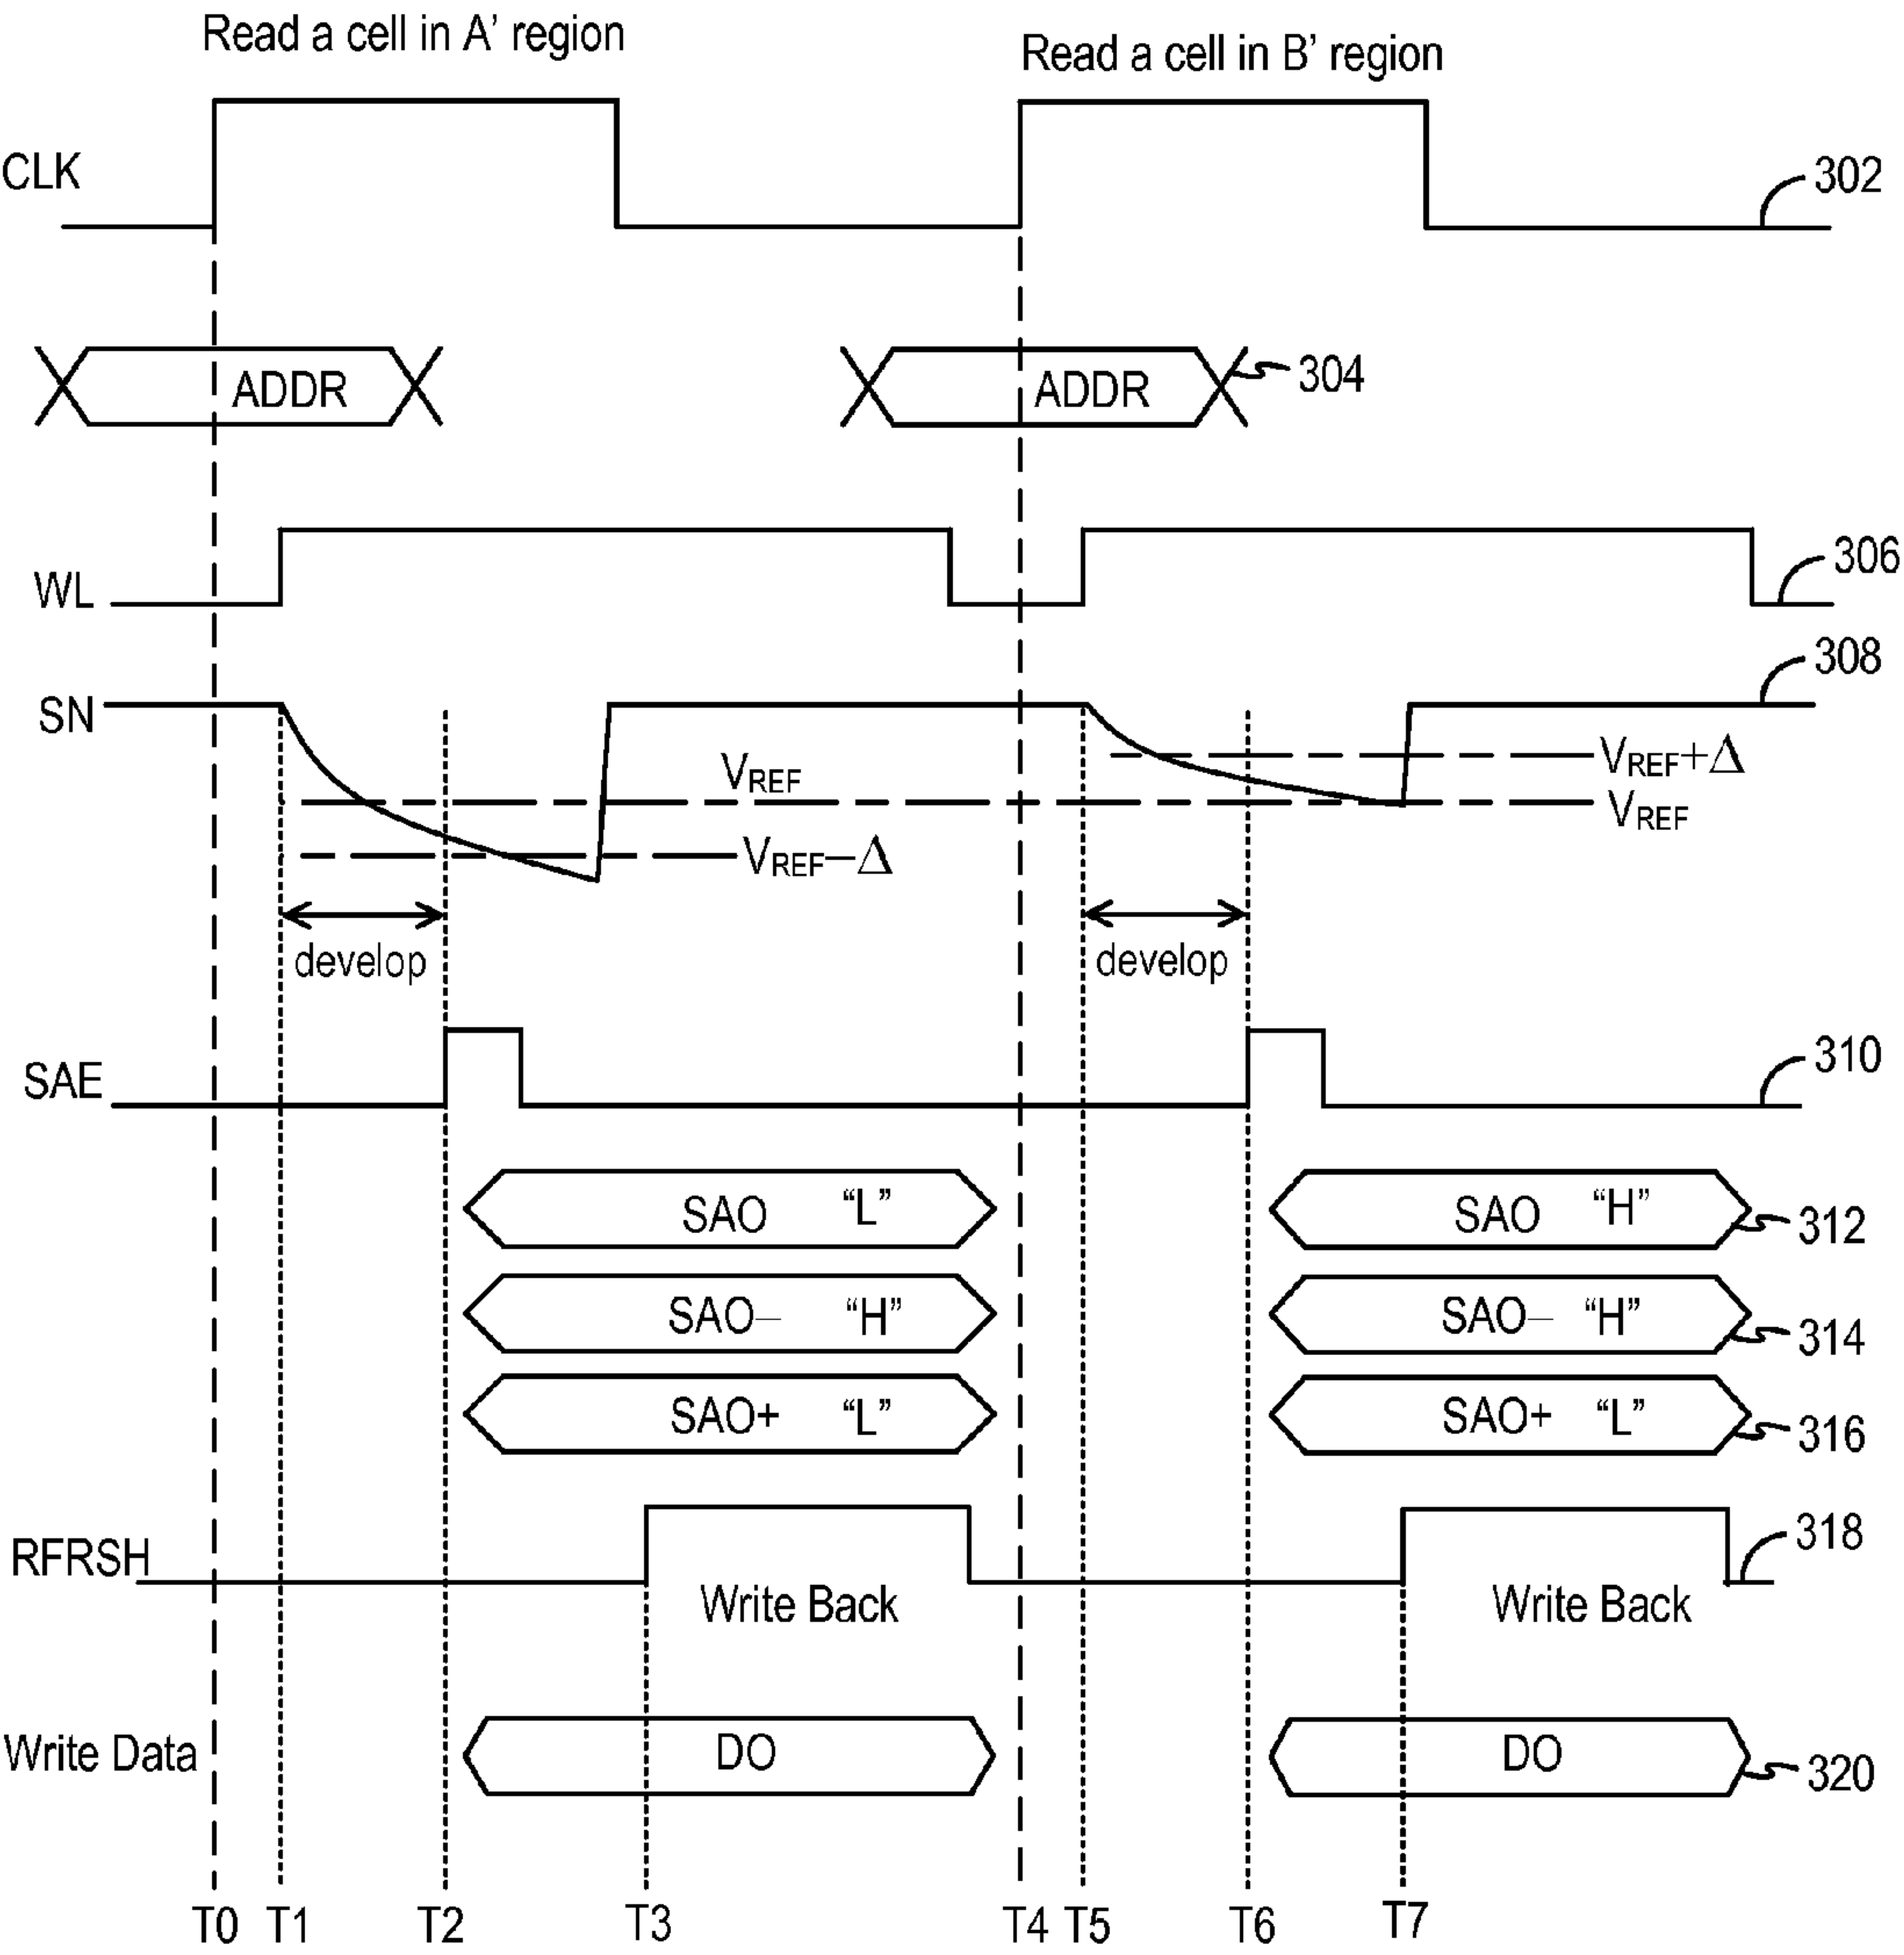 Read a cell in A’ region
Read a cell in B’ region
CLK
302
ADDR
ADDR
304
WL
306
SN
308
VREF
VREF−Δ
VREF+Δ
VREF
develop
develop
SAE
310
SAO “L”
SAO “H”
312
SAO− “H”
SAO− “H”
314
SAO+ “L”
SAO+ “L”
316
RFRSH
Write Back
Write Back
318
Write Data
DO
DO
320
T0 T1 T2 T3 T4 T5 T6 T7